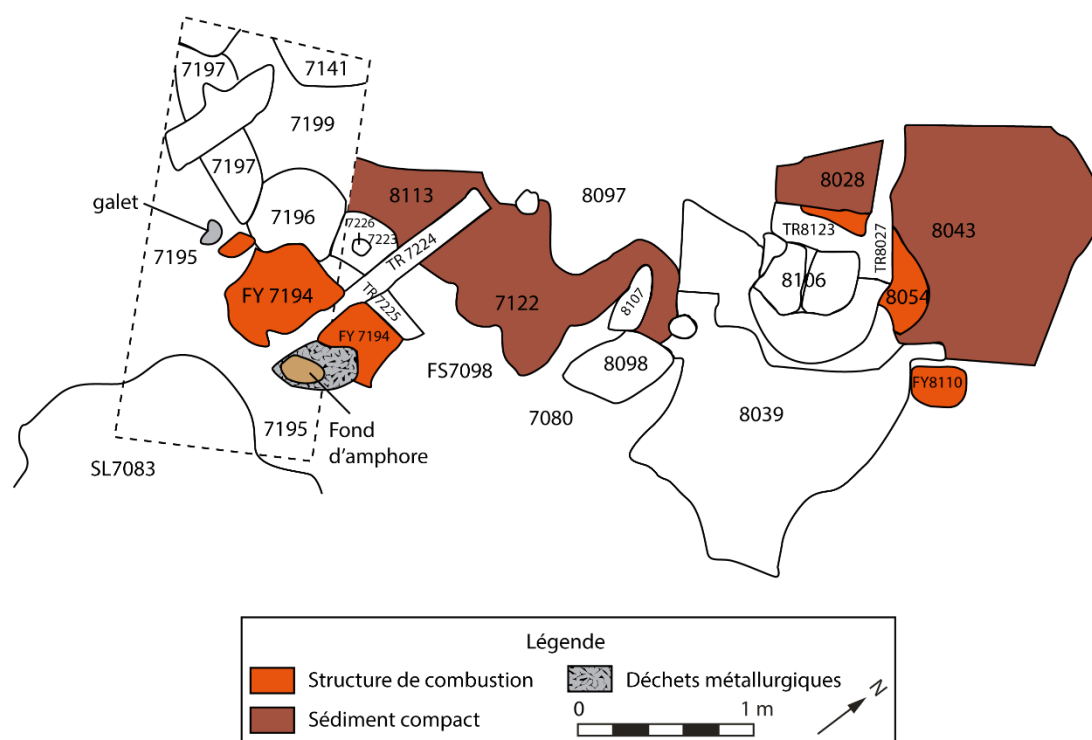 7197
7141
7199
7197
galet
7196
7195
8113
7226
7223
TR 7224
TR 7225
FY 7194
FY 7194
FS7098
Fond
d'amphore
7195
SL7083
7122
8097
8107
8098
7080
8039
8028
TR8123
TR8027
8106
8054
8043
FY8110
Légende
Structure de combustion
Déchets métallurgiques
Sédiment compact
0 1 m
N